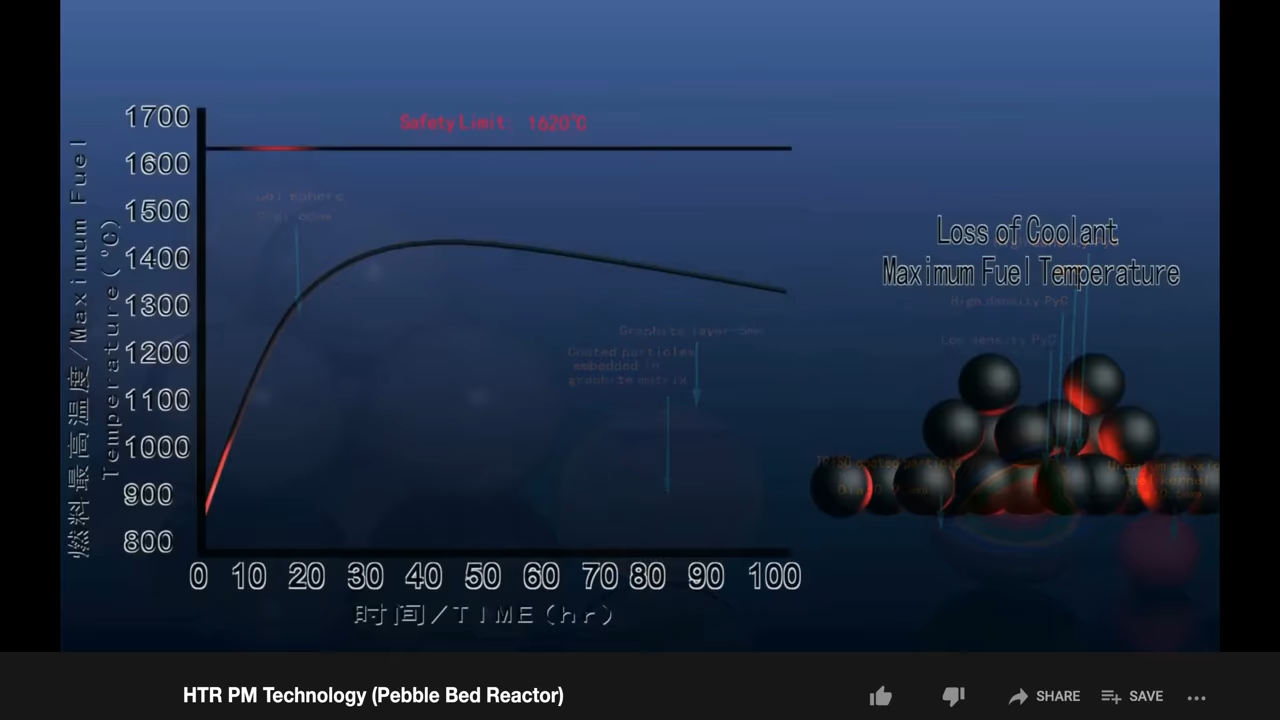 1700
Safety Limit: 1620℃
1600
1500
1400
1300
1200
1100
1000
900
800
燃料最高温度/Maximum Fuel
Temperature(℃)
0 10 20 30 40 50 60 70 80 90 100
时间/TIME(hr)
Loss of Coolant
Maximum Fuel Temperature
High density PyC
Low density PyC
Graphite layer 5mm
Coated particles
embedded in
graphite matrix
HTR PM Technology (Pebble Bed Reactor)
SHARE
SAVE